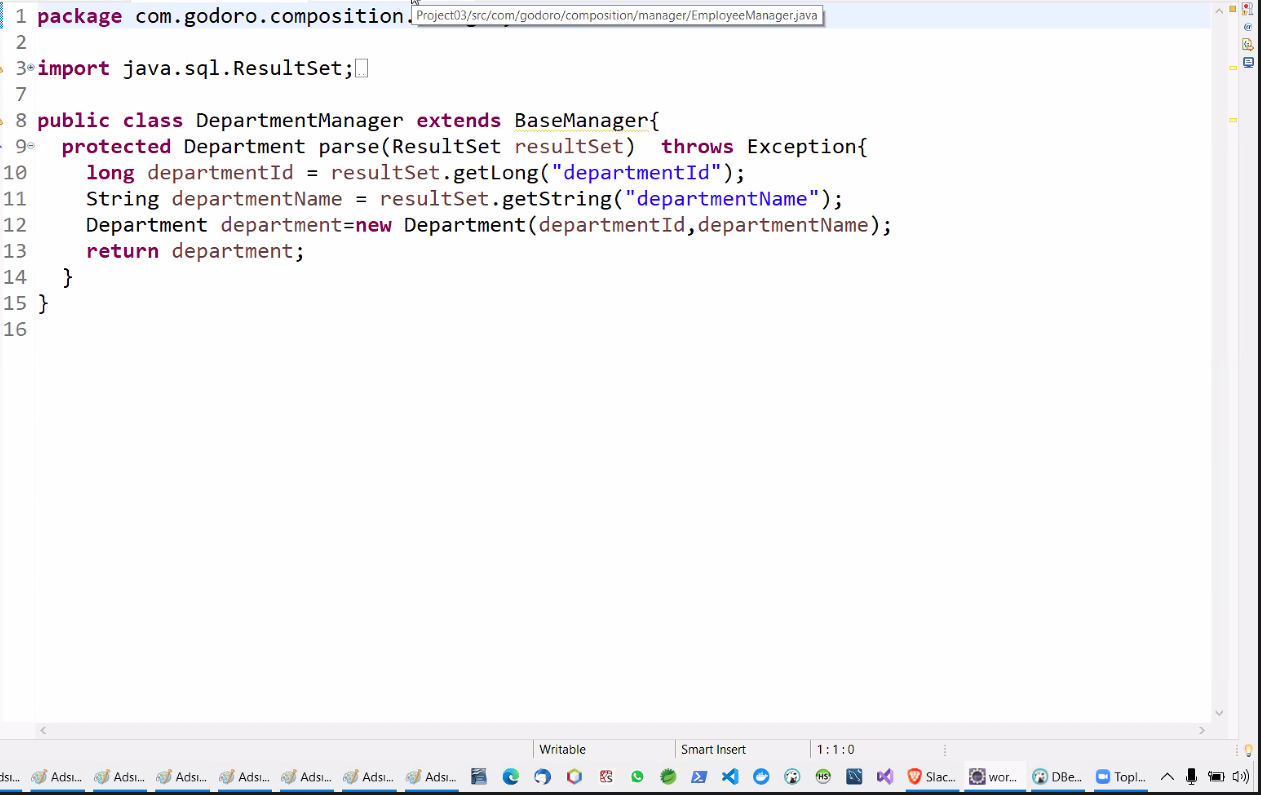 1 package com.godoro.composition.
Project03/src/com/godoro/composition/manager/EmployeeManager.java
2
3 import java.sql.ResultSet;
7
8 public class DepartmentManager extends BaseManager{
9 protected Department parse(ResultSet resultSet)  throws Exception{
10 long departmentId = resultSet.getLong("departmentId");
11 String departmentName = resultSet.getString("departmentName");
12 Department department=new Department(departmentId,departmentName);
13 return department;
14 }
15 }
16
Writable Smart Insert 1 : 1 : 0
dsı... Adsı... Adsı... Adsı... Adsı... Adsı... Adsı... Adsı... HS Slac... wor... DBe... Topl...